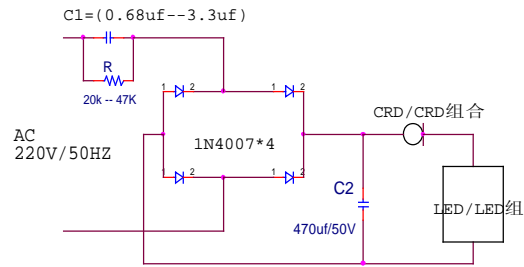 C1=(0.68uf--3.3uf)
R
20k -- 47K
1 2
1 2
CRD/CRD组合
AC
220V/50HZ
1N4007*4
1 2
1 2
C2
LED/LED组
470uf/50V